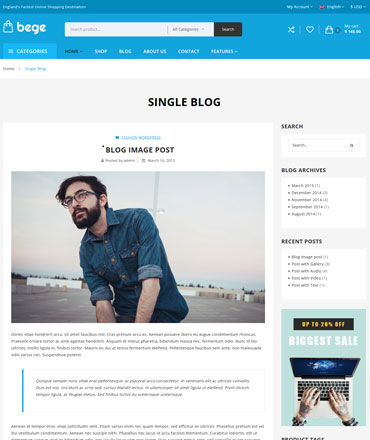 England's Fastest Online Shopping Destination
My Account
English
$ USD
bege
Search product...
All Categories
Search
My cart
$ 148.00
CATEGORIES
HOME
SHOP
BLOG
ABOUT US
CONTACT
FEATURES
Home
Single Blog
SINGLE BLOG
FASHION WORDPRESS
BLOG IMAGE POST
Posted by admin | March 10, 2015
Donec vitae hendrerit arcu, sit amet faucibus nisl. Cras pretium arcu ex. Aenean posuere libero eu augue condimentum rhoncus.
Praesent ornare tortor ac ante egestas hendrerit. Aliquam et metus pharetra, bibendum massa nec, fermentum odio. Nunc id leo
ultrices, mollis ligula in, finibus tortor. Mauris eu dui ut lectus fermentum eleifend. Pellentesque faucibus sem ante, non malesuada
odio varius nec. Suspendisse potenti.
Quisque semper nunc vitae erat pellentesque, ac placerat arcu consectetur. In venenatis elit ac ultrices convallis.
Duis est nisi, tincidunt ac urna sed, cursus blandit lectus. In ullamcorper sit amet ligula ut eleifend. Proin dictum
tempor ligula, ac feugiat metus. Sed finibus tortor eu scelerisque scelerisque.
Aenean et tempor eros, vitae sollicitudin velit. Etiam varius enim nec quam tempor, sed efficitur ex ultrices. Phasellus pretium est vel
dui vestibulum condimentum. Aenean nec suscipit nibh. Phasellus nec lacus id arcu facilisis elementum. Curabitur lobortis, elit ut
SEARCH
Search...
BLOG ARCHIVES
March 2015 (1)
December 2014 (3)
November 2014 (4)
September 2014 (1)
August 2014 (1)
RECENT POSTS
Blog image post (1)
Post with Gallery (3)
Post with Audio (4)
Post with Video (1)
Post with Text (1)
UP TO 20% OFF
BIGGEST SALE
PRODUCT TAGS